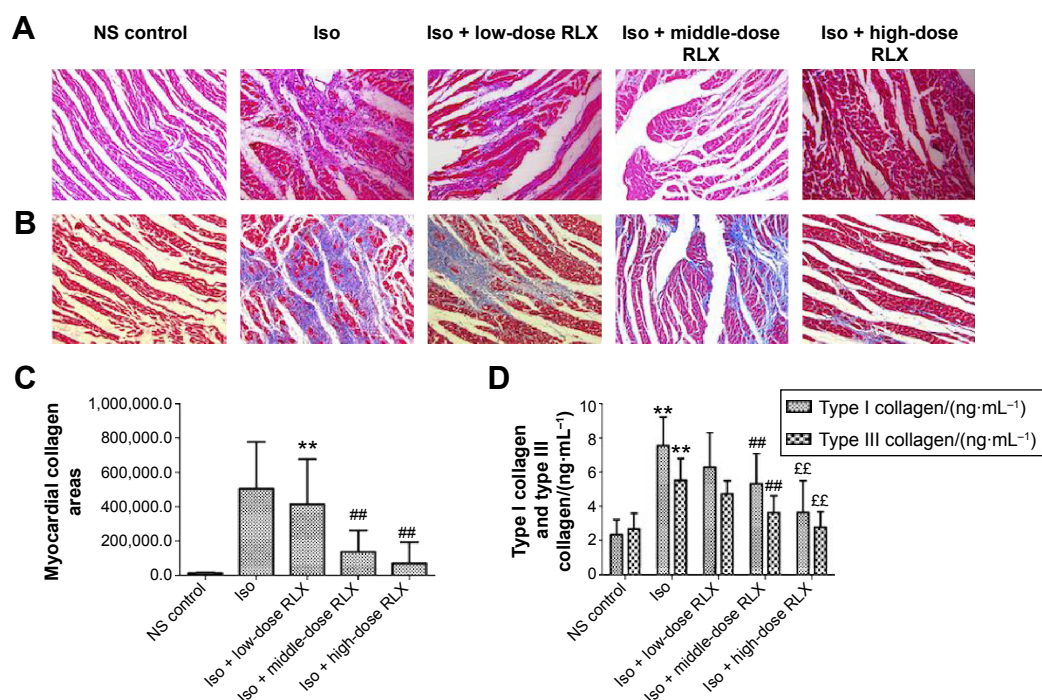 A
NS control
Iso
Iso + low-dose RLX
Iso + middle-dose
RLX
Iso + high-dose
RLX
B
C
Myocardial collagen
areas
1,000,000.0
800,000.0
600,000.0
400,000.0
200,000.0
0.0
**
##
##
NS control
Iso
Iso + low-dose RLX
Iso + middle-dose RLX
Iso + high-dose RLX
D
Type I collagen
and type III
collagen/(ng·mL⁻¹)
10
8
6
4
2
0
Type I collagen/(ng·mL⁻¹)
Type III collagen/(ng·mL⁻¹)
**
**
##
##
££
££
NS control
Iso
Iso + low-dose RLX
Iso + middle-dose RLX
Iso + high-dose RLX